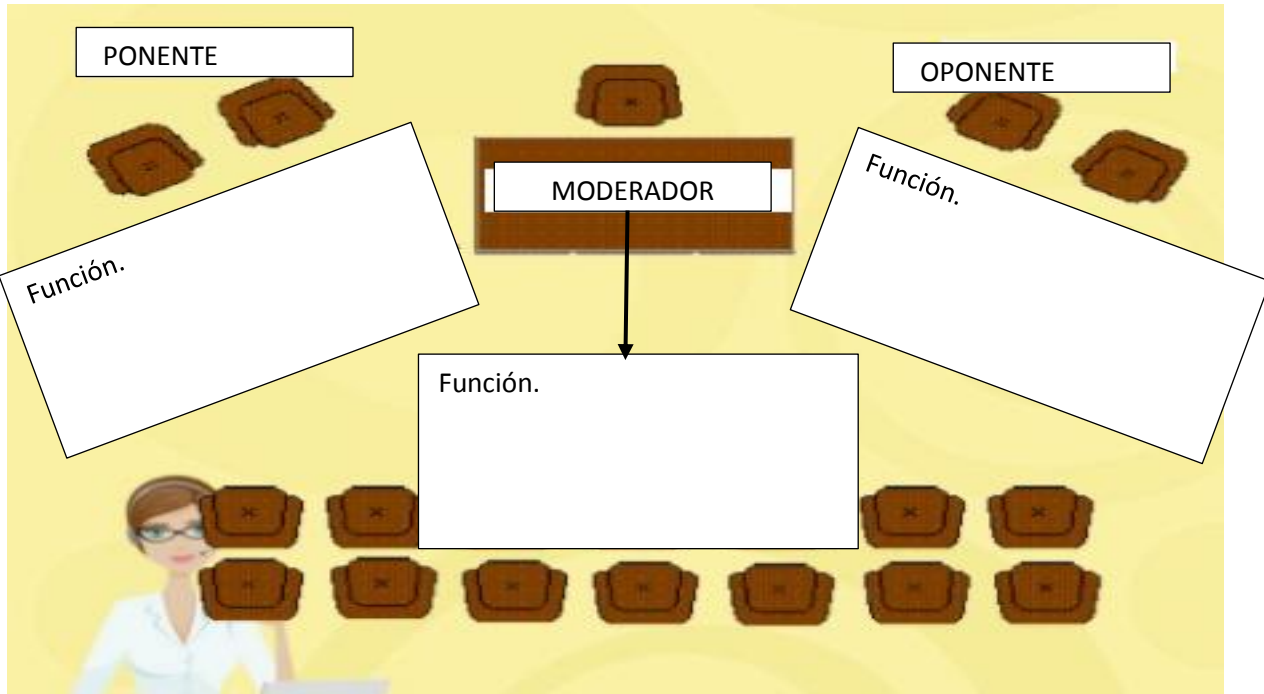 PONENTE
OPONENTE
MODERADOR
Función.
Función.
Función.